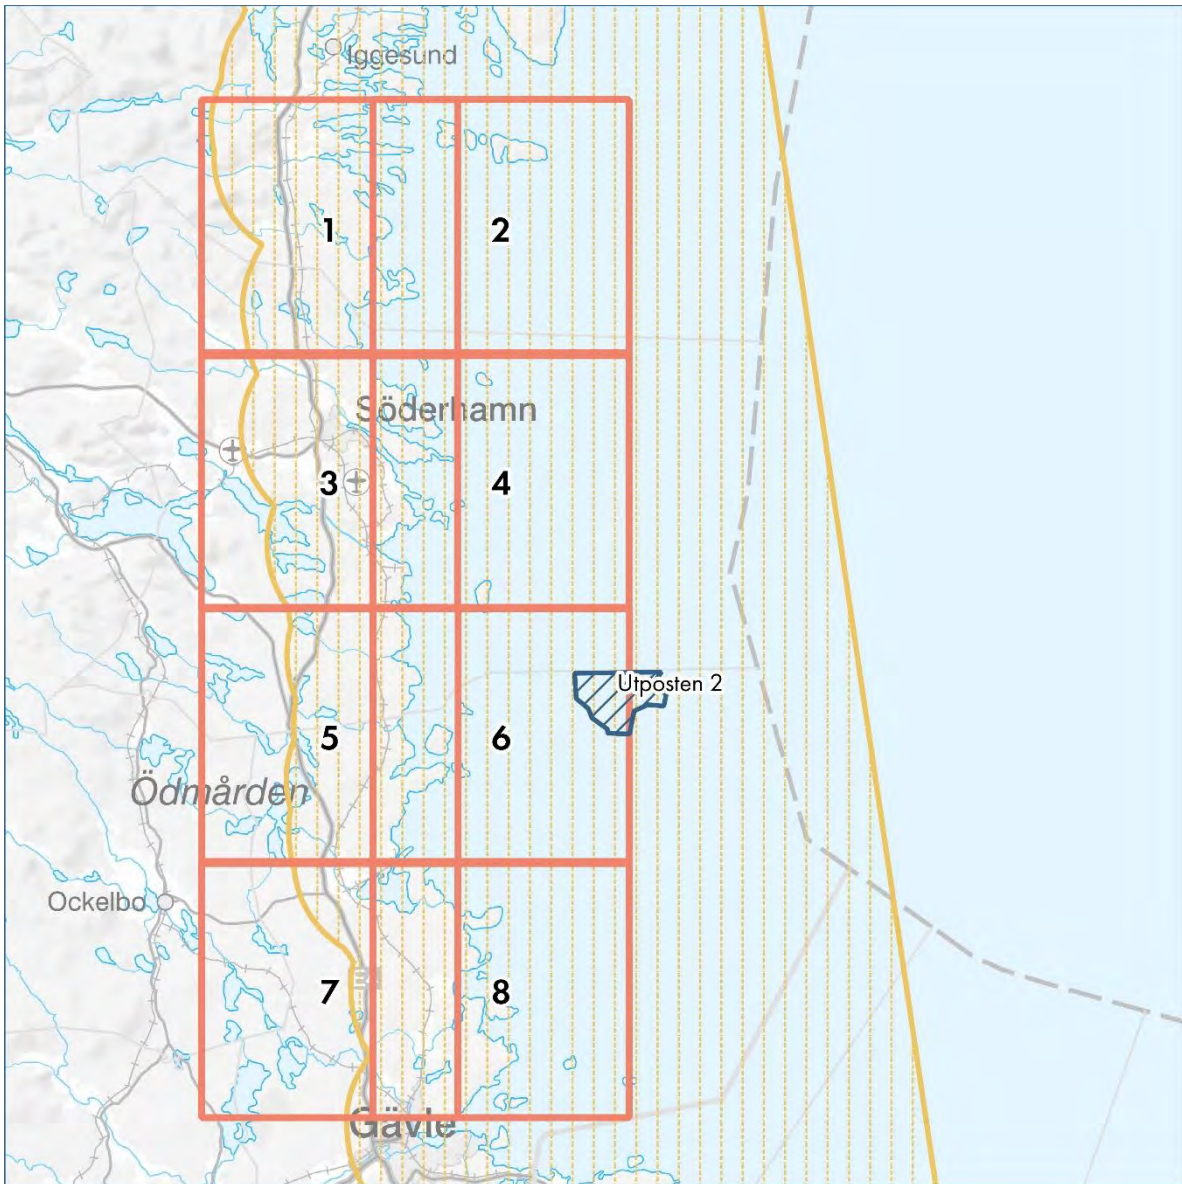 Iggesund
1
2
Söderhamn
3
4
Utposten 2
5
6
Ödmården
Ockelbo
7
8
Gävle